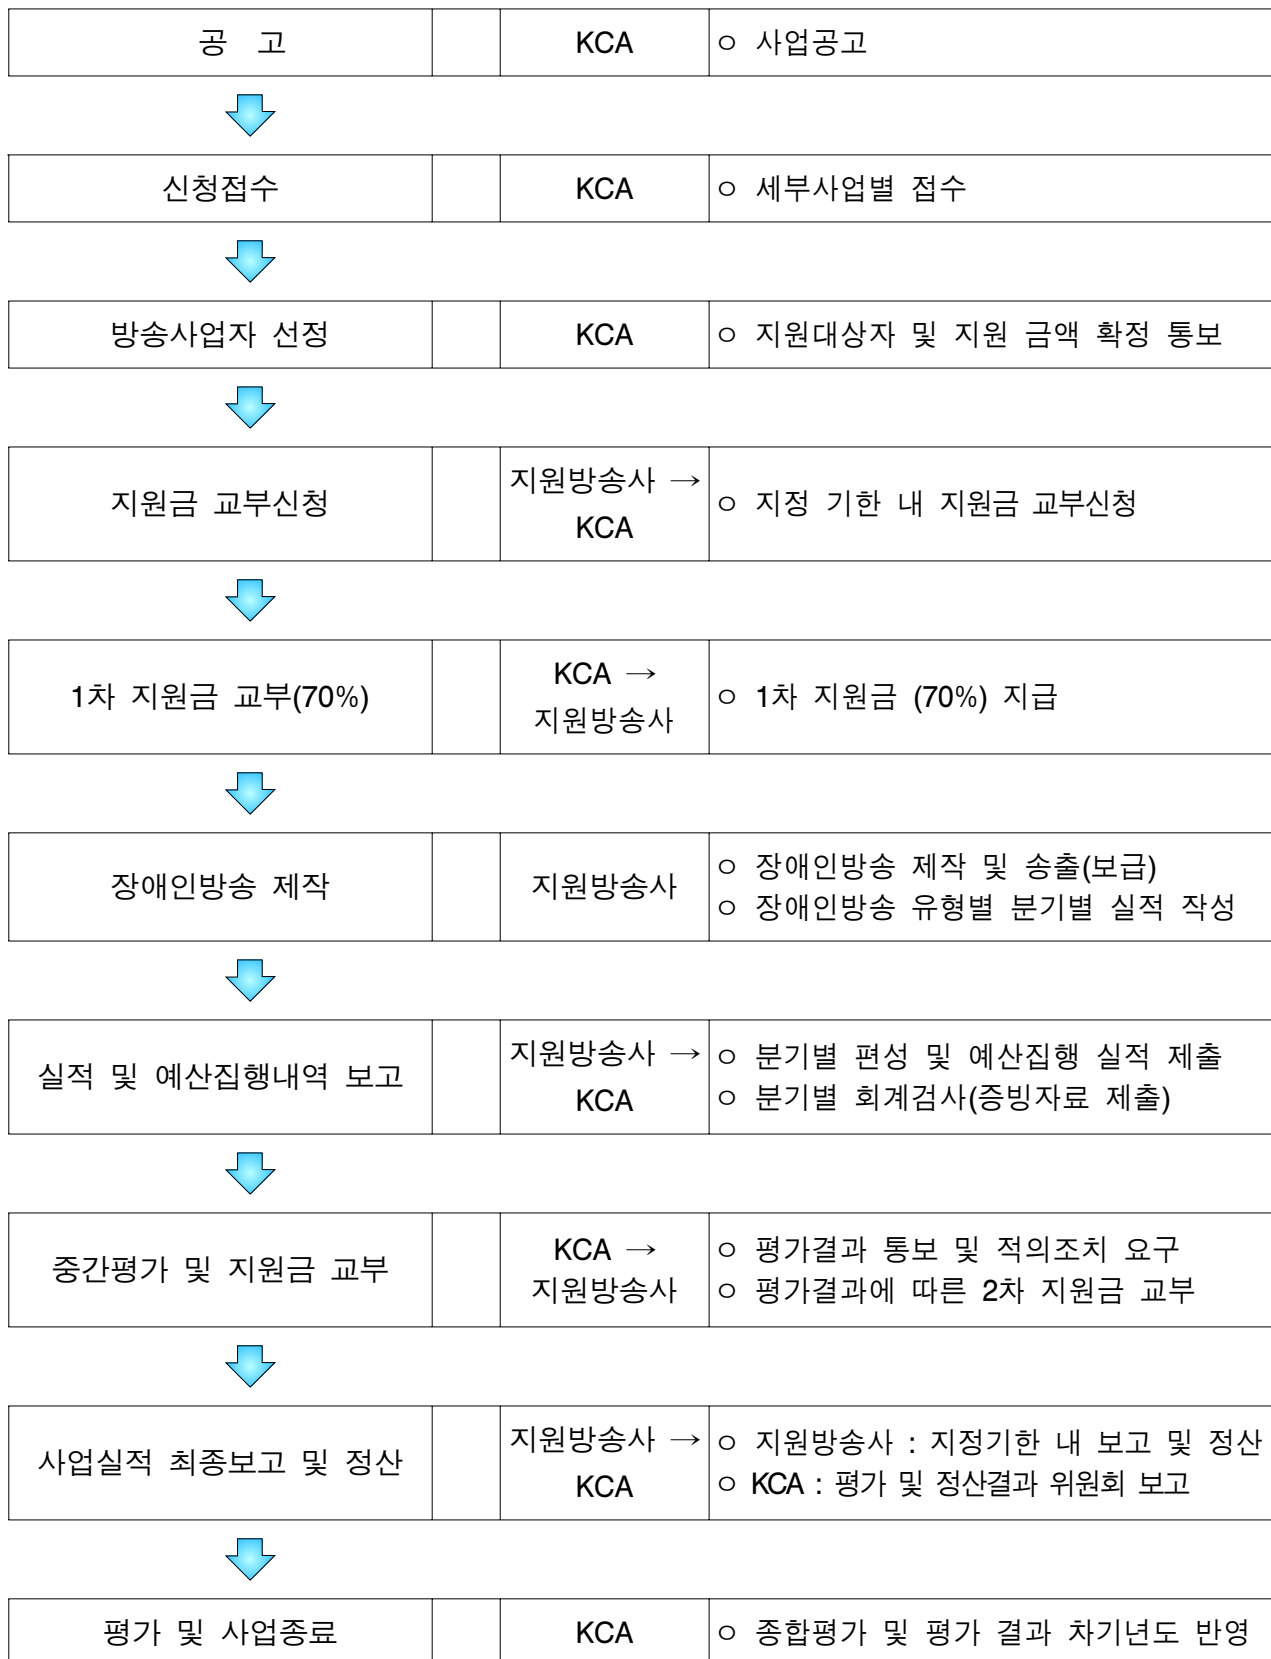 공 고
KCA
ㅇ 사업공고
신청접수
KCA
ㅇ 세부사업별 접수
방송사업자 선정
KCA
ㅇ 지원대상자 및 지원 금액 확정 통보
지원금 교부신청
지원방송사 →
KCA
ㅇ 지정 기한 내 지원금 교부신청
1차 지원금 교부(70%)
KCA →
지원방송사
ㅇ 1차 지원금 (70%) 지급
장애인방송 제작
지원방송사
ㅇ 장애인방송 제작 및 송출(보급)
ㅇ 장애인방송 유형별 분기별 실적 작성
실적 및 예산집행내역 보고
지원방송사 →
KCA
ㅇ 분기별 편성 및 예산집행 실적 제출
ㅇ 분기별 회계검사(증빙자료 제출)
중간평가 및 지원금 교부
KCA →
지원방송사
ㅇ 평가결과 통보 및 적의조치 요구
ㅇ 평가결과에 따른 2차 지원금 교부
사업실적 최종보고 및 정산
지원방송사 →
KCA
ㅇ 지원방송사 : 지정기한 내 보고 및 정산
ㅇ KCA : 평가 및 정산결과 위원회 보고
평가 및 사업종료
KCA
ㅇ 종합평가 및 평가 결과 차기년도 반영